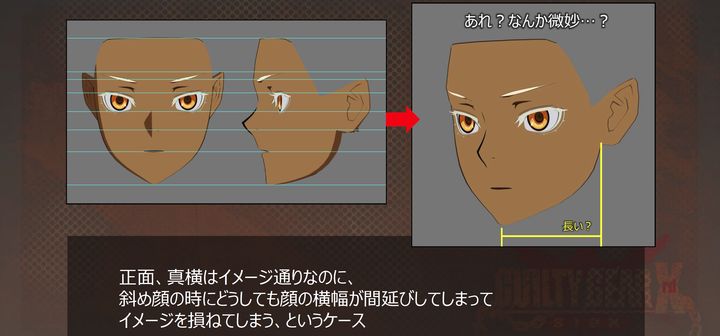 あれ？なんか微妙…？
長い？
正面、真横はイメージ通りなのに、
斜め顔の時にどうしても顔の横幅が間延びしてしまって
イメージを損ねてしまう、というケース
GUILTY GEAR Xrd